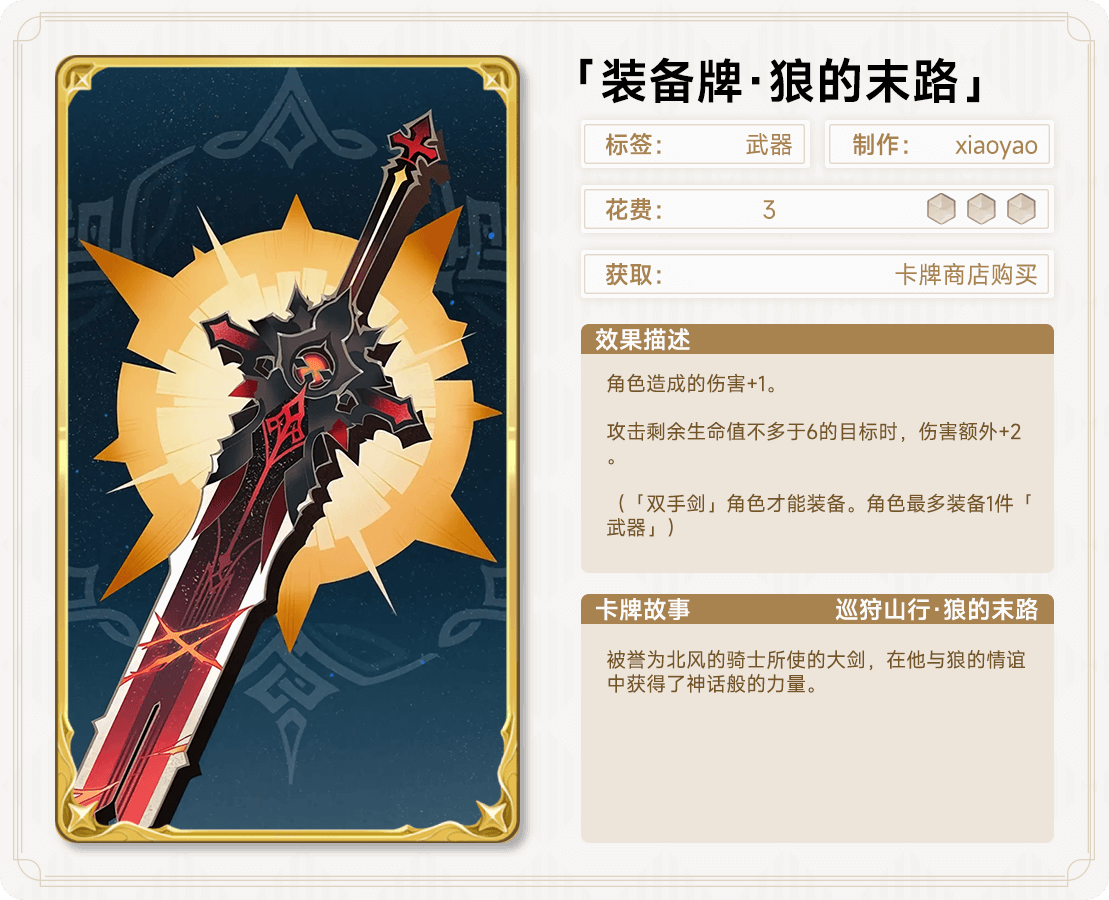 「装备牌·狼的末路」
标签： 武器
制作： xiaoyao
花费： 3
获取： 卡牌商店购买
效果描述
角色造成的伤害+1。
攻击剩余生命值不多于6的目标时，伤害额外+2
。
（「双手剑」角色才能装备。角色最多装备1件「
武器」）
卡牌故事 巡狩山行·狼的末路
被誉为北风的骑士所使的大剑，在他与狼的情谊
中获得了神话般的力量。